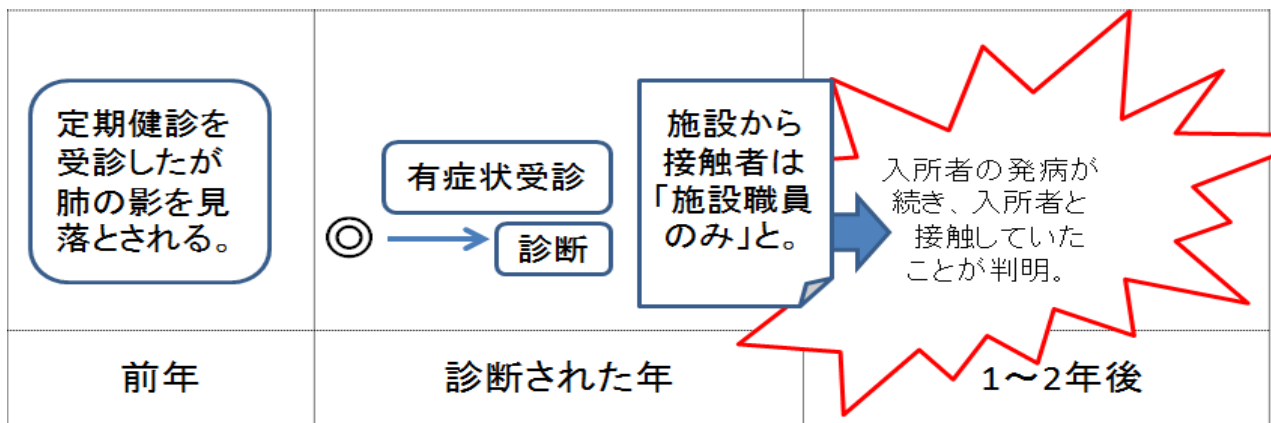 定期健診を
受診したが
肺の影を見
落とされる。
有症状受診
◎
診断
施設から
接触者は
「施設職員
のみ」と。
入所者の発病が
続き、入所者と
接触していた
ことが判明。
前年
診断された年
1～2年後